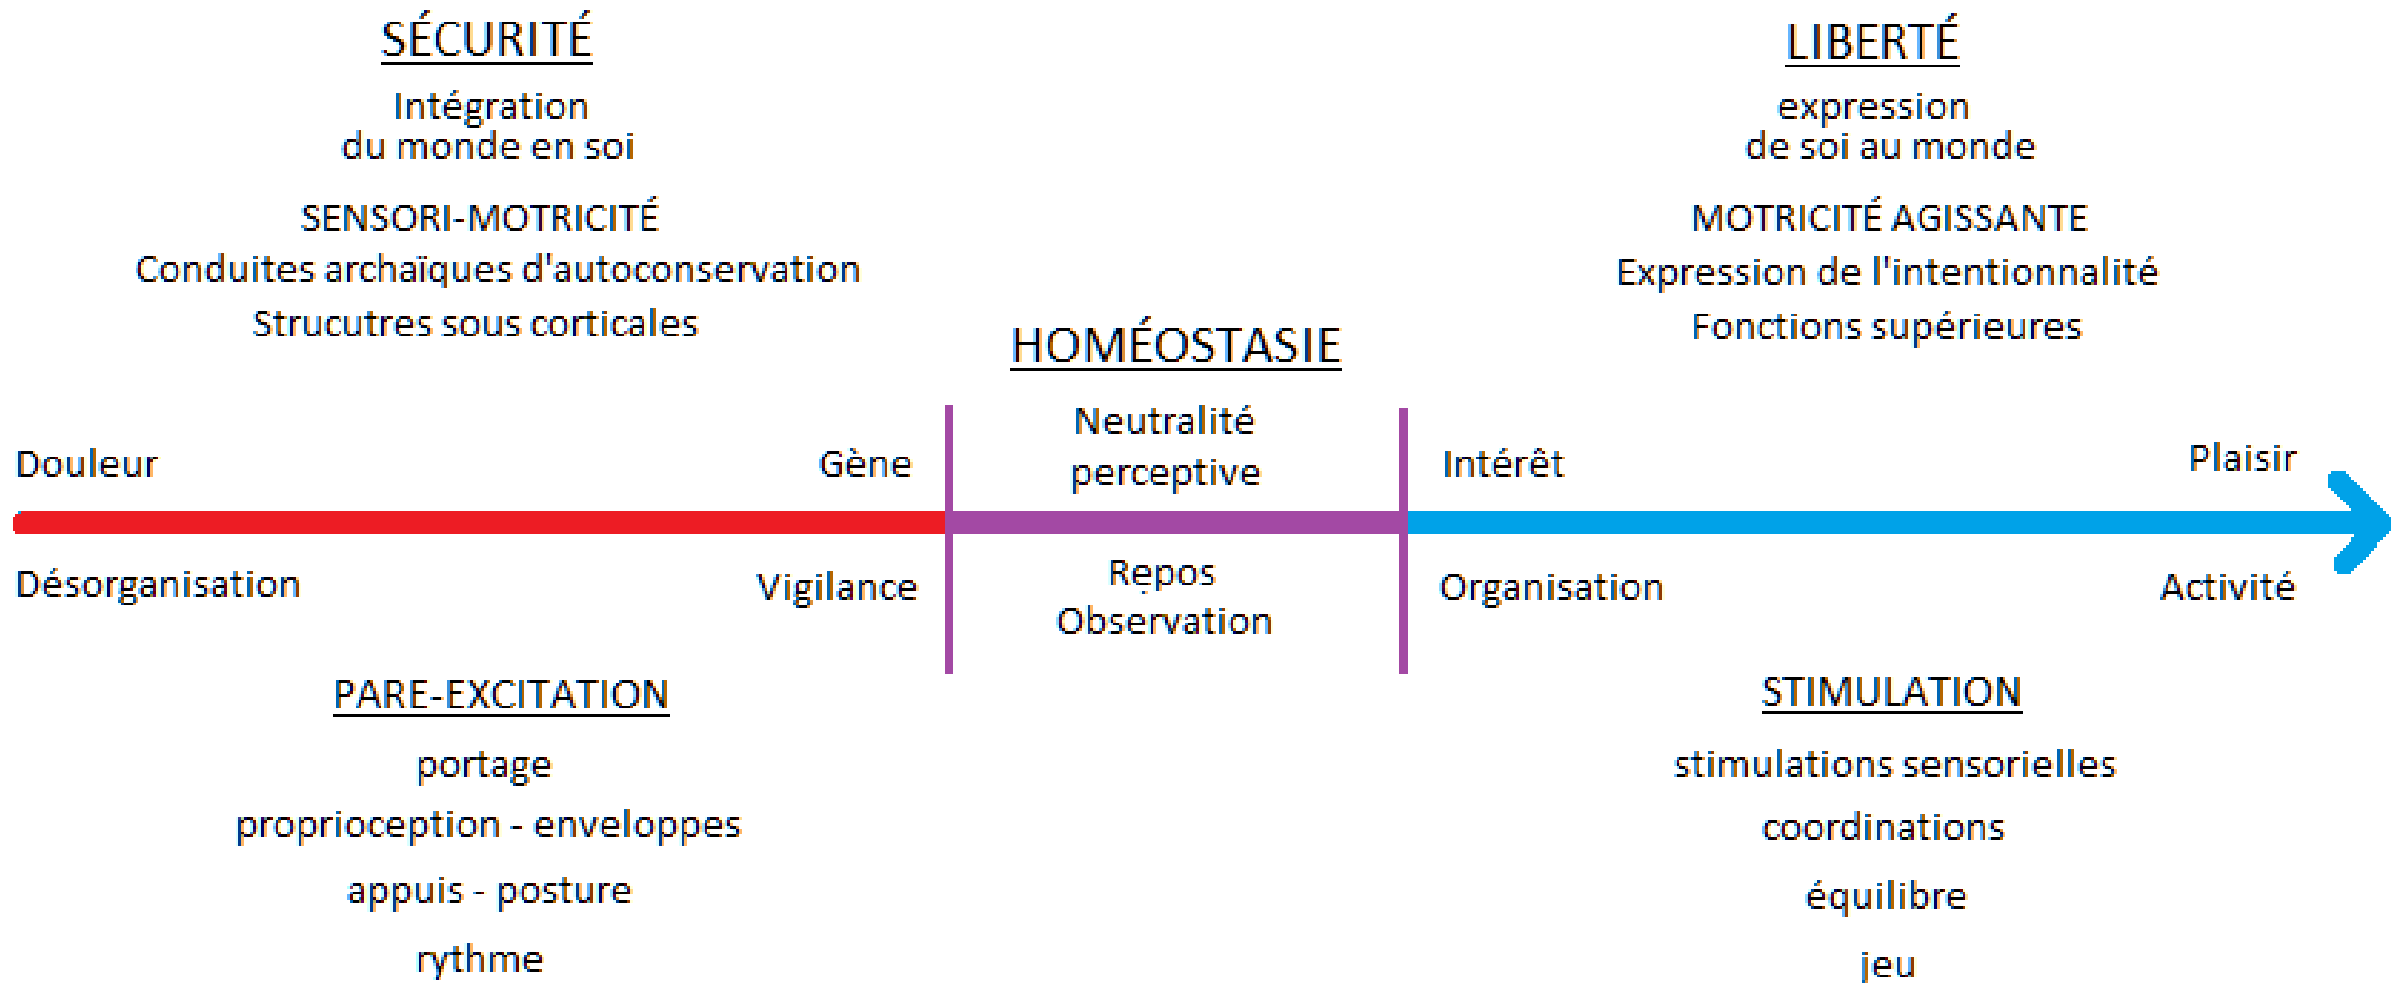 SÉCURITÉ
Intégration
du monde en soi
SENSORI-MOTRICITÉ
Conduites archaïques d'autoconservation
Strucutres sous corticales
LIBERTÉ
expression
de soi au monde
MOTRICITÉ AGISSANTE
Expression de l'intentionnalité
Fonctions supérieures
HOMÉOSTASIE
Neutralité
perceptive
Douleur
Gène
Intérêt
Plaisir
Désorganisation
Vigilance
Repos
Observation
Organisation
Activité
PARE-EXCITATION
portage
proprioception - enveloppes
appuis - posture
rythme
STIMULATION
stimulations sensorielles
coordinations
équilibre
jeu